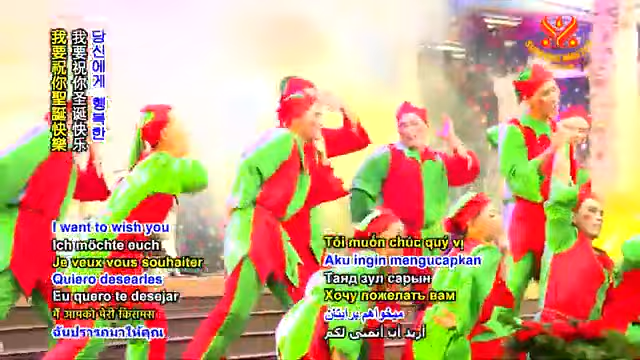 我要祝你聖誕快樂
我要祝你圣诞快乐
당신에게 행복한
I want to wish you
Ich möchte euch
Je veux vous souhaiter
Quiero desearles
Eu quero te desejar
मैं आपको मेरी क्रिसमस
ฉันปรารถนาให้คุณ
Tôi muốn chúc quý vị
Aku ingin mengucapkan
Таяд зул сарын
Хочу пожелать вам
میخواهم برایتان
أريد أن أتمنى لكم